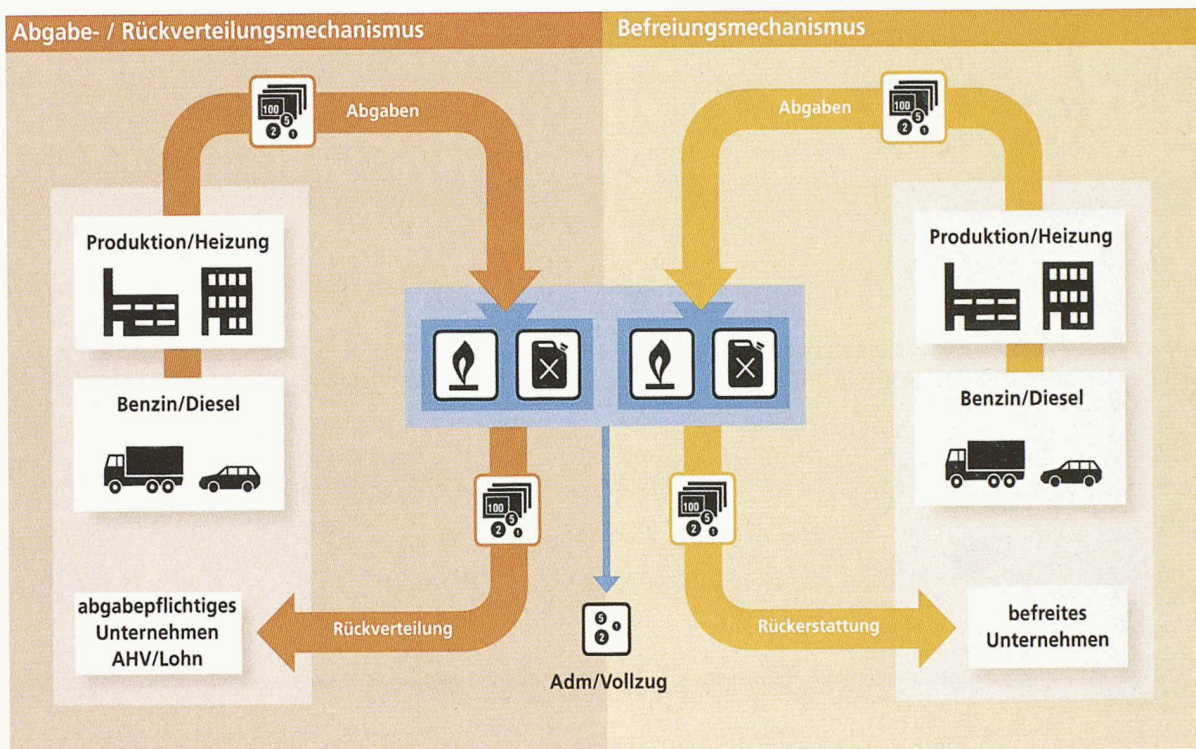 Abgabe- / Rückverteilungsmechanismus
Befreiungsmechanismus
100
5
2
1
Abgaben
Abgaben
100
5
2
1
Produktion/Heizung
Produktion/Heizung
Benzin/Diesel
Benzin/Diesel
100
5
2
1
100
5
2
1
abgabepflichtiges
Unternehmen
AHV/Lohn
Rückverteilung
5
2
1
Adm/Vollzug
Rückerstattung
befreites
Unternehmen